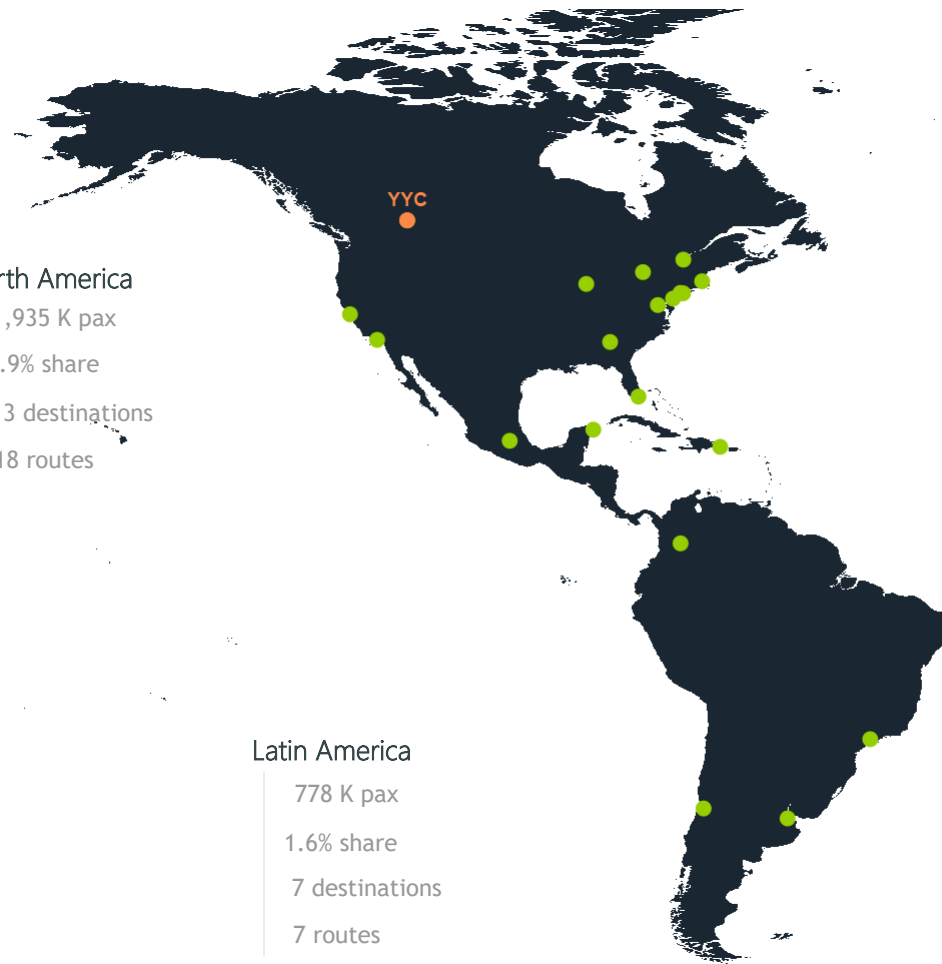 YYC
rth America
,935 K pax
.9% share
3 destinations
18 routes
Latin America
778 K pax
1.6% share
7 destinations
7 routes